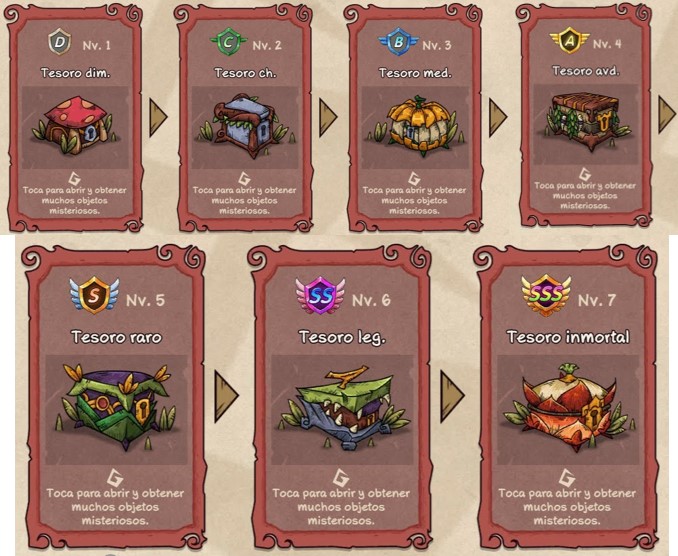 D Nv. 1
Tesoro dim.
Toca para abrir y obtener
muchos objetos
misteriosos.
C Nv. 2
Tesoro ch.
Toca para abrir y obtener
muchos objetos
misteriosos.
B Nv. 3
Tesoro med.
Toca para abrir y obtener
muchos objetos
misteriosos.
A Nv. 4
Tesoro avd.
Toca para abrir y obtener
muchos objetos
misteriosos.
S Nv. 5
Tesoro raro
Toca para abrir y obtener
muchos objetos
misteriosos.
SS Nv. 6
Tesoro leg.
Toca para abrir y obtener
muchos objetos
misteriosos.
SSS Nv. 7
Tesoro inmortal
Toca para abrir y obtener
muchos objetos
misteriosos.